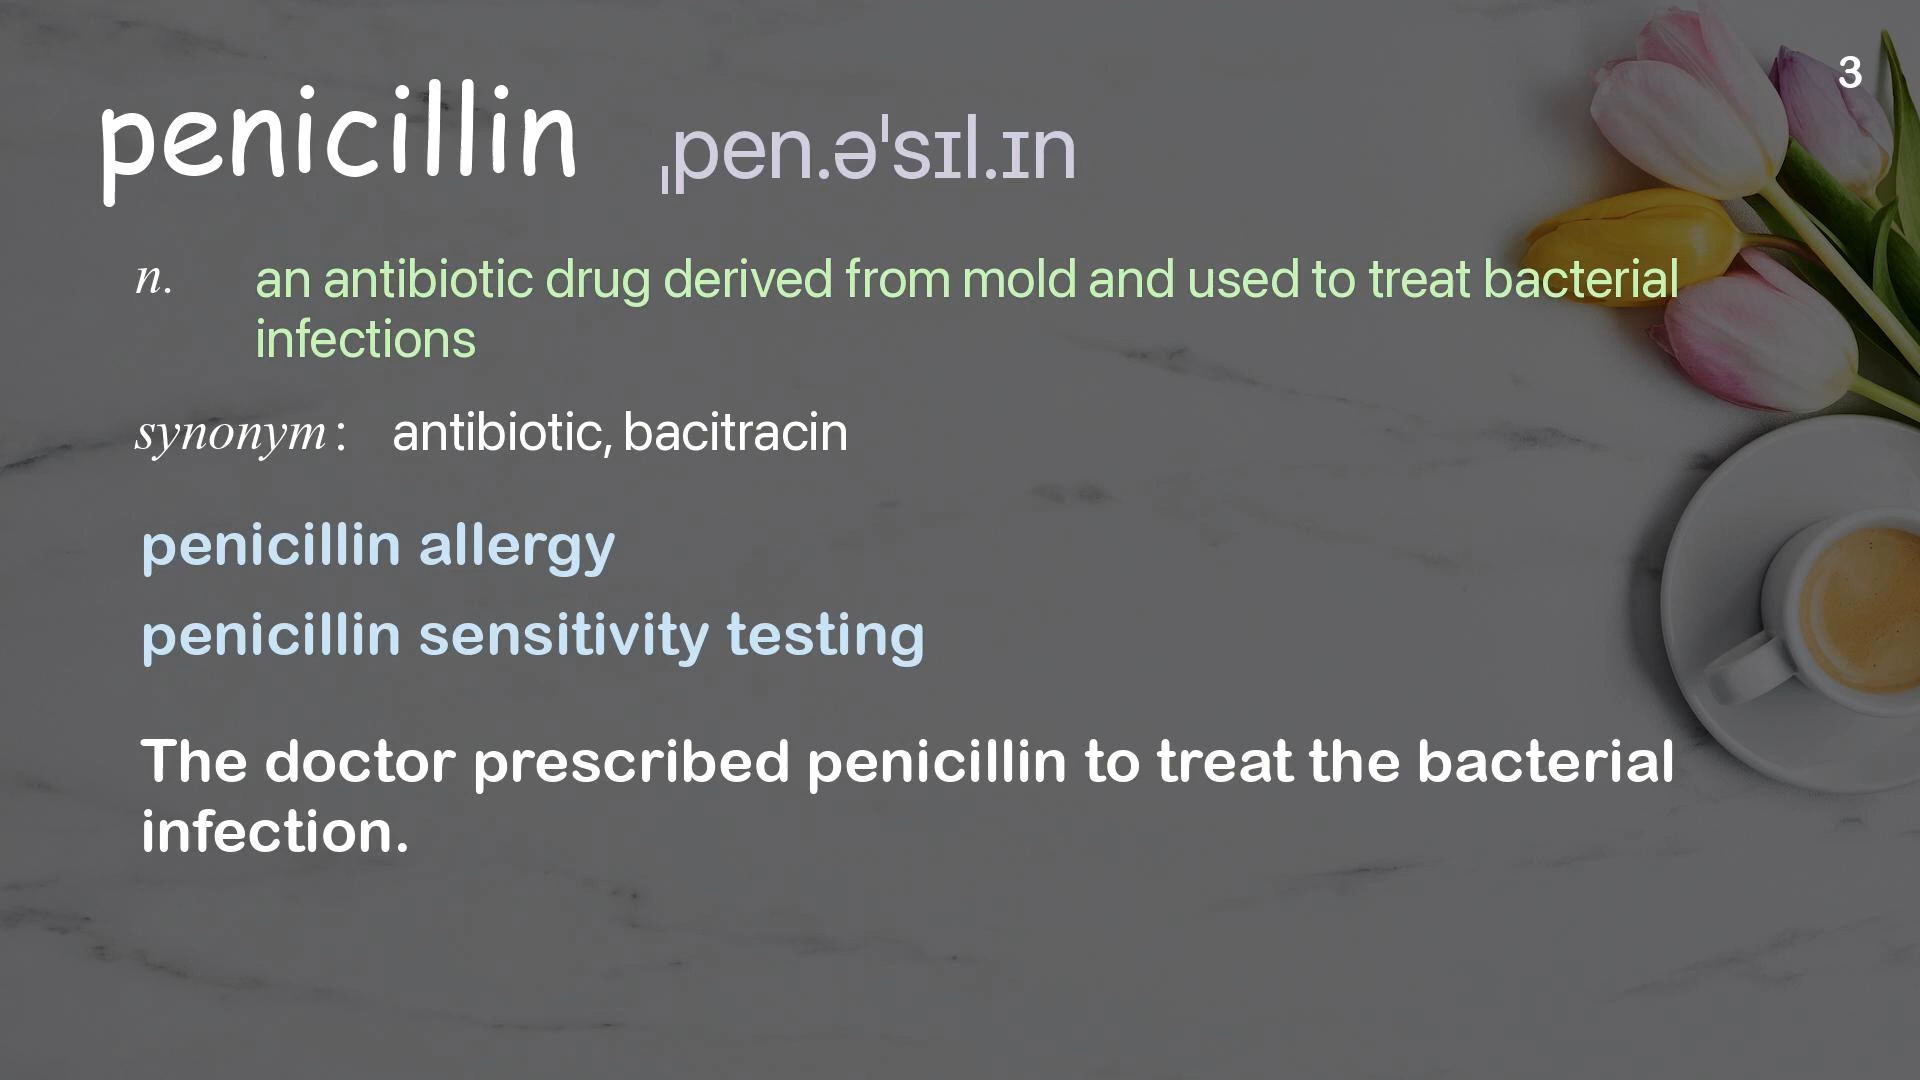 3
penicillin ˌpen.əˈsɪl.ɪn
n. an antibiotic drug derived from mold and used to treat bacterial
infections
synonym : antibiotic, bacitracin
penicillin allergy
penicillin sensitivity testing
The doctor prescribed penicillin to treat the bacterial
infection.